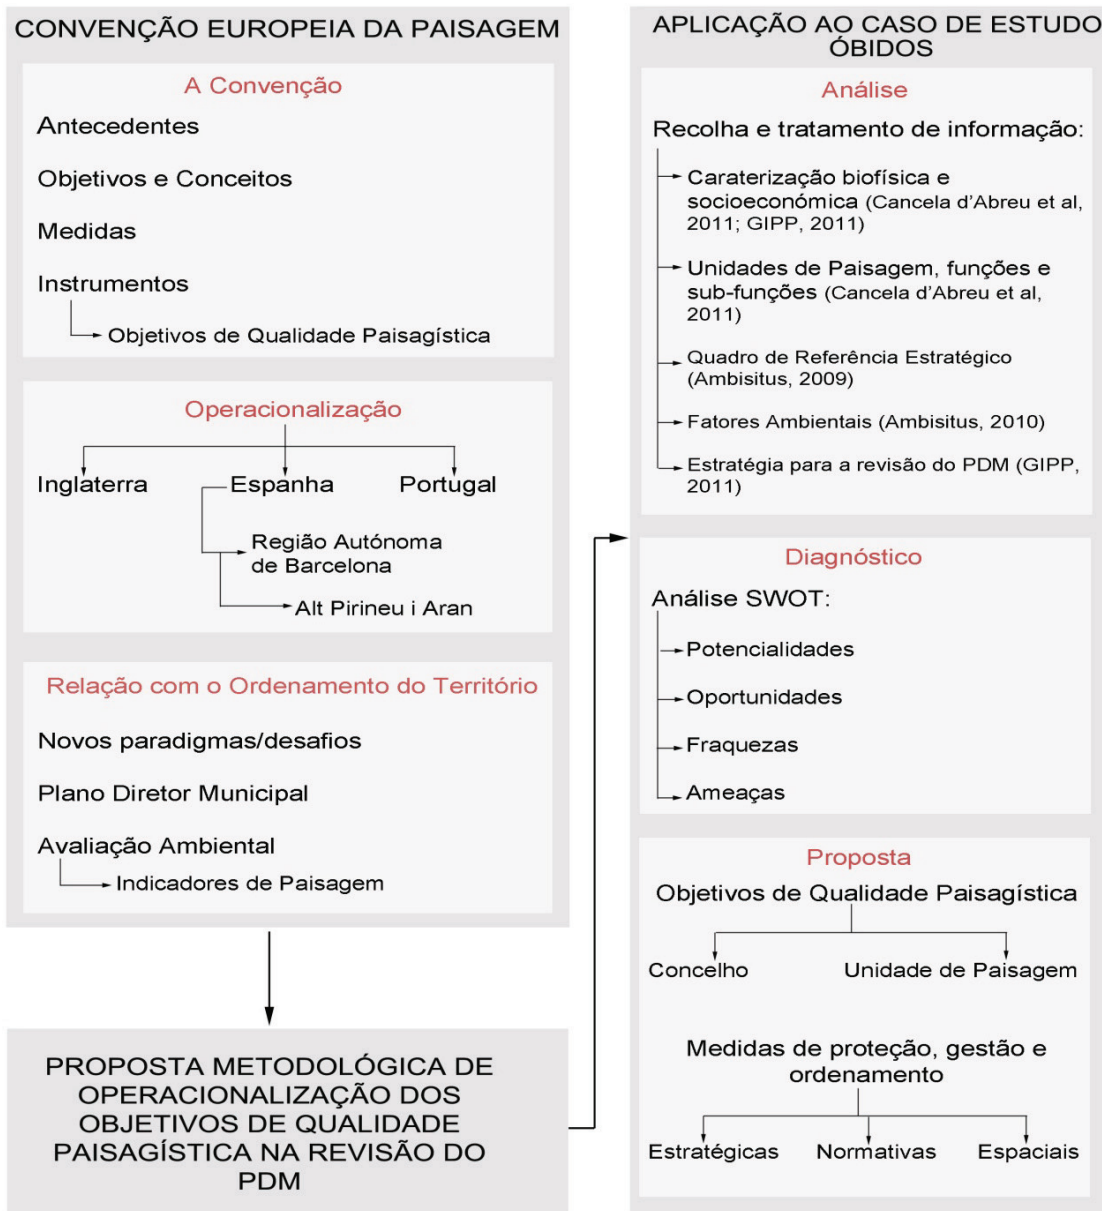 CONVENÇÃO EUROPEIA DA PAISAGEM
A Convenção
Antecedentes
Objetivos e Conceitos
Medidas
Instrumentos
Objetivos de Qualidade Paisagística
Operacionalização
Inglaterra
Espanha
Portugal
Região Autónoma
de Barcelona
Alt Pirineu i Aran
Relação com o Ordenamento do Território
Novos paradigmas/desafios
Plano Diretor Municipal
Avaliação Ambiental
Indicadores de Paisagem
PROPOSTA METODOLÓGICA DE
OPERACIONALIZAÇÃO DOS
OBJETIVOS DE QUALIDADE
PAISAGÍSTICA NA REVISÃO DO
PDM
APLICAÇÃO AO CASO DE ESTUDO
ÓBIDOS
Análise
Recolha e tratamento de informação:
Caraterização biofísica e
socioeconómica (Cancela d'Abreu et al,
2011; GIPP, 2011)
Unidades de Paisagem, funções e
sub-funções (Cancela d'Abreu et al,
2011)
Quadro de Referência Estratégico
(Ambisitus, 2009)
Fatores Ambientais (Ambisitus, 2010)
Estratégia para a revisão do PDM (GIPP,
2011)
Diagnóstico
Análise SWOT:
Potencialidades
Oportunidades
Fraquezas
Ameaças
Proposta
Objetivos de Qualidade Paisagística
Concelho
Unidade de Paisagem
Medidas de proteção, gestão e
ordenamento
Estratégicas
Normativas
Espaciais